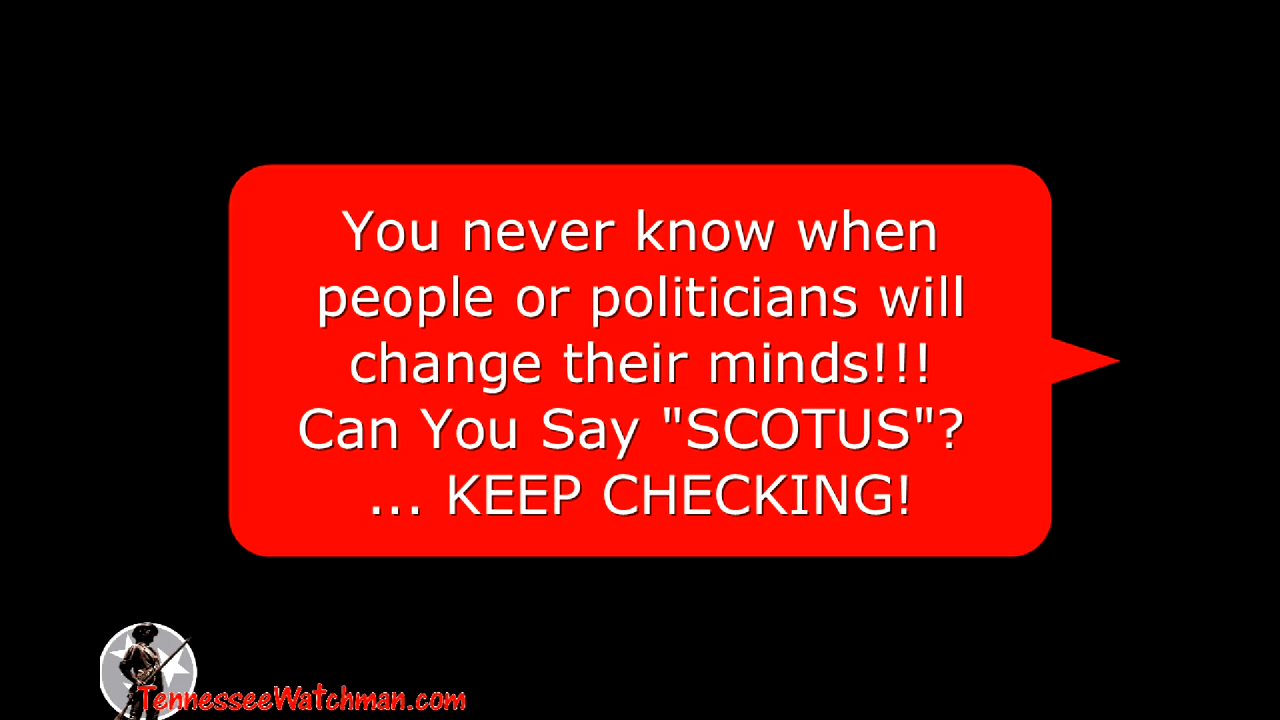 You never know when
people or politicians will
change their minds!!!
Can You Say "SCOTUS"?
... KEEP CHECKING!
TennesseeWatchman.com